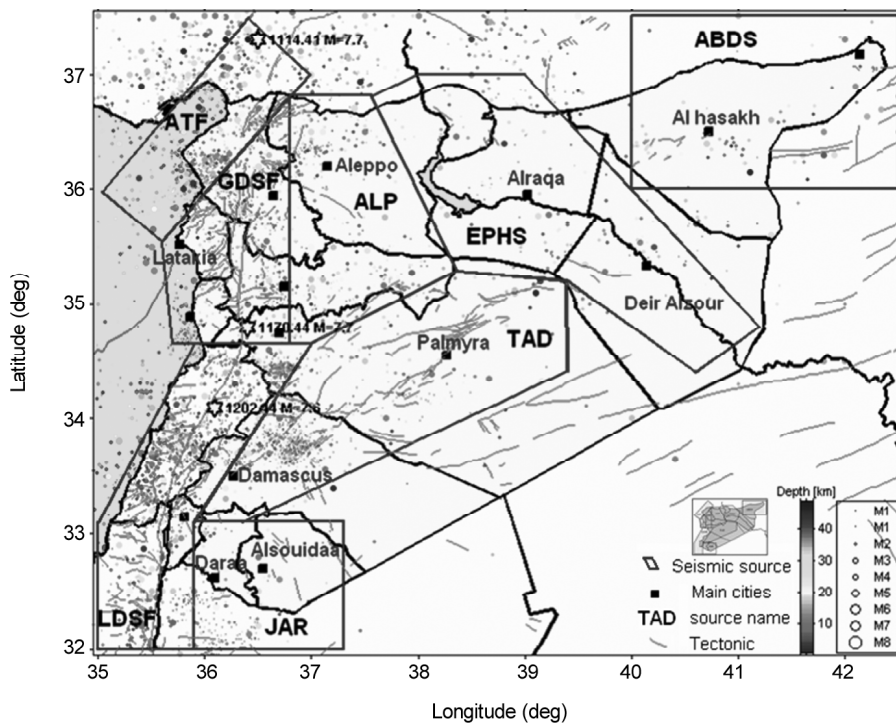 ABDS
1114.41 M=7.7
37
ATF
Al hasakh
Aleppo
GDSF
Alraqa
36
ALP
EPHS
Latakia
Deir Alzour
35
1170.44 M=7.7
TAD
Palmyra
34
1202.44 M=7.6
Damascus
33
Alsouidaa
Daraa
LDSF
JAR
32
35
36
37
38
39
40
41
42
Latitude (deg)
Longitude (deg)
Seismic source
Main cities
TAD source name
Tectonic
Depth [km]
40
30
20
10
M1
M1
M2
M3
M4
M5
M6
M7
M8